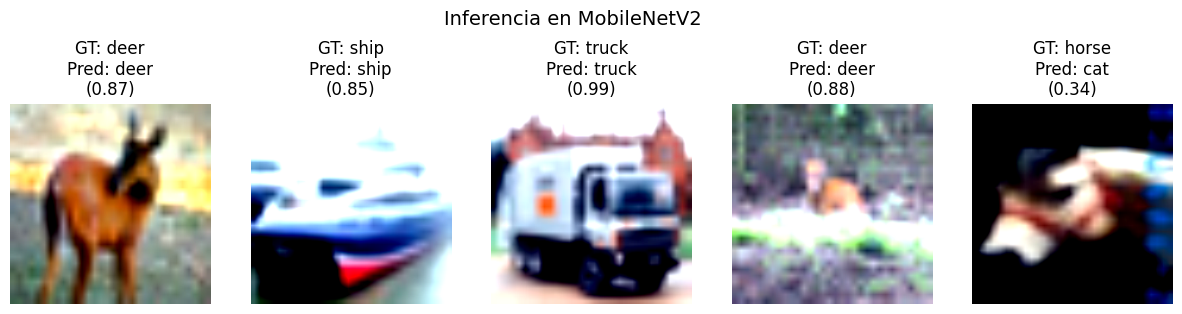 Inferencia en MobileNetV2
GT: deer
Pred: deer
(0.87)
GT: ship
Pred: ship
(0.85)
GT: truck
Pred: truck
(0.99)
GT: deer
Pred: deer
(0.88)
GT: horse
Pred: cat
(0.34)